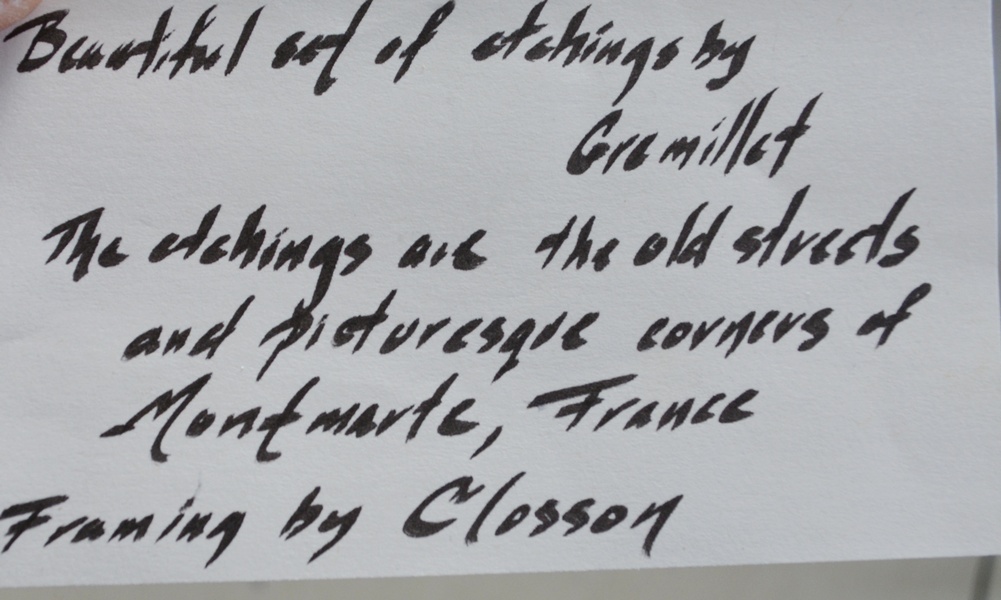 Beautiful set of etchings by
Gremillet
The etchings are the old streets
and picturesque corners of
Montmarte, France
Framing by Closson